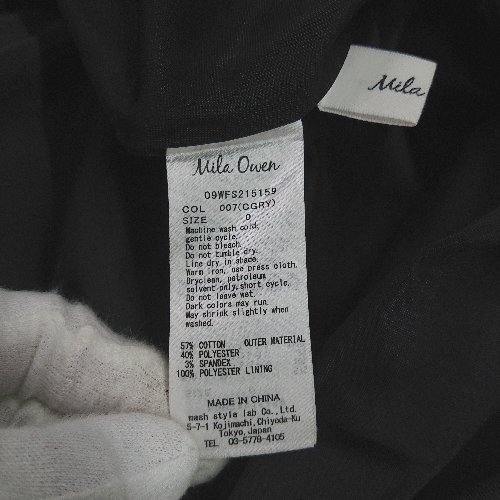 Mila
Mila Owen
09WFS215159
COL 007(CGRY)
SIZE 0
Machine wash cold,
gentle cycle.
Do not bleach.
Do not tumble dry.
Line dry in shade.
Warm iron, use press cloth.
Dryclean, petroleum
solvent only, short cycle.
Do not leave wet.
Dark colors may run.
May shrink slightly when
washed.
57% COTTON OUTER MATERIAL
40% POLYESTER
3% SPANDEX
100% POLYESTER LINING
MADE IN CHINA
mash style lab Co., Ltd.
5-7-1 Kojimachi, Chiyoda-Ku
Tokyo, Japan
TEL 03-5778-4105